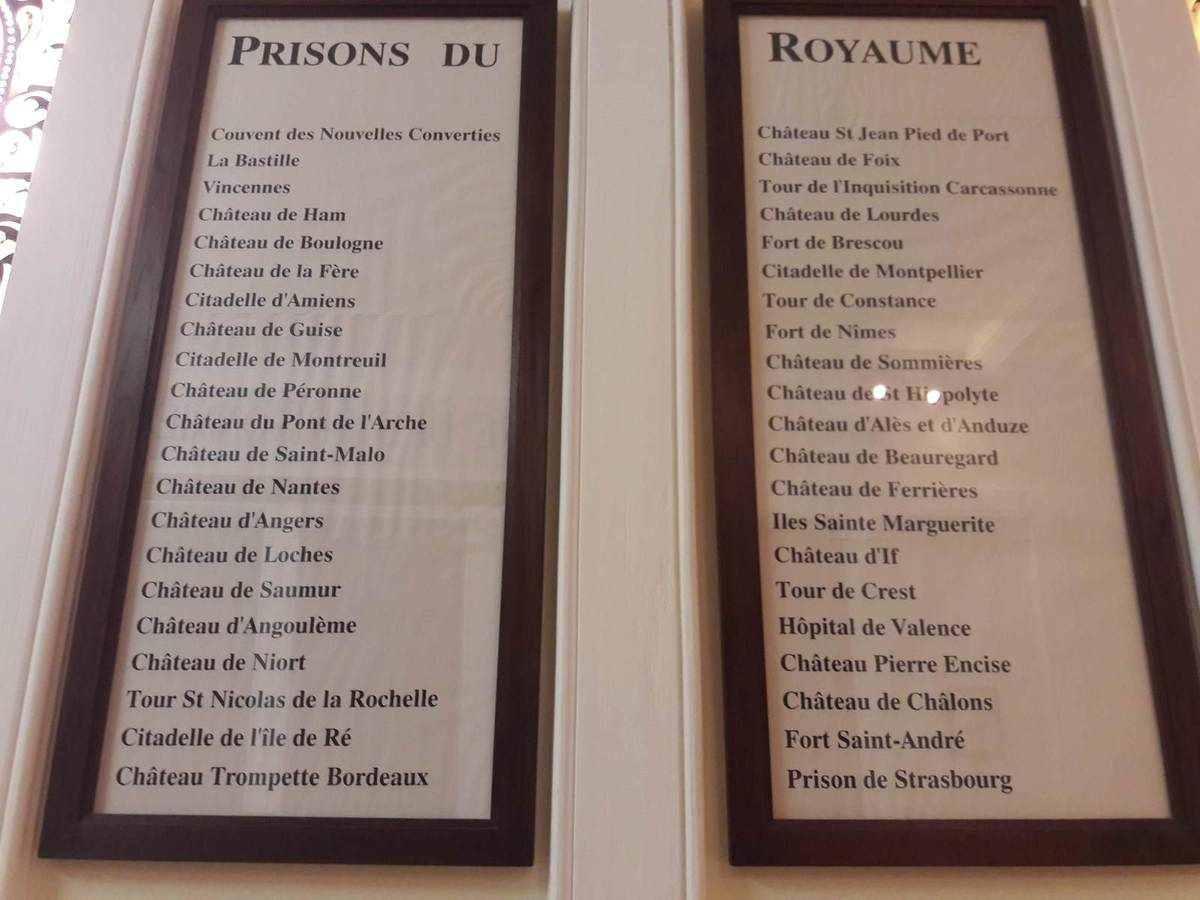 PRISONS DU
Couvent des Nouvelles Converties
La Bastille
Vincennes
Château de Ham
Château de Boulogne
Château de la Fère
Citadelle d'Amiens
Château de Guise
Citadelle de Montreuil
Château de Péronne
Château du Pont de l'Arche
Château de Saint-Malo
Château de Nantes
Château d'Angers
Château de Loches
Château de Saumur
Château d'Angoulème
Château de Niort
Tour St Nicolas de la Rochelle
Citadelle de l'île de Ré
Château Trompette Bordeaux
ROYAUME
Château St Jean Pied de Port
Château de Foix
Tour de l'Inquisition Carcassonne
Château de Lourdes
Fort de Brescou
Citadelle de Montpellier
Tour de Constance
Fort de Nîmes
Château de Sommières
Château de St Hippolyte
Château d'Alès et d'Anduze
Château de Beauregard
Château de Ferrières
Iles Sainte Marguerite
Château d'If
Tour de Crest
Hôpital de Valence
Château Pierre Encise
Château de Châlons
Fort Saint-André
Prison de Strasbourg